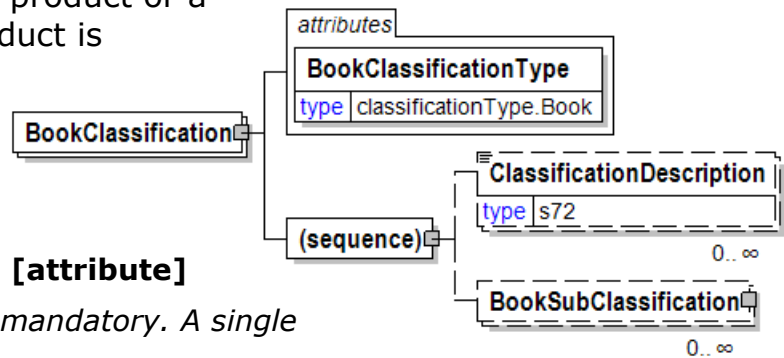 product or a
duct is
attributes
BookClassificationType
type classificationType.Book
BookClassification
ClassificationDescription
type s72
(sequence)
0.. ∞
[attribute]
mandatory. A single
BookSubClassification
0.. ∞